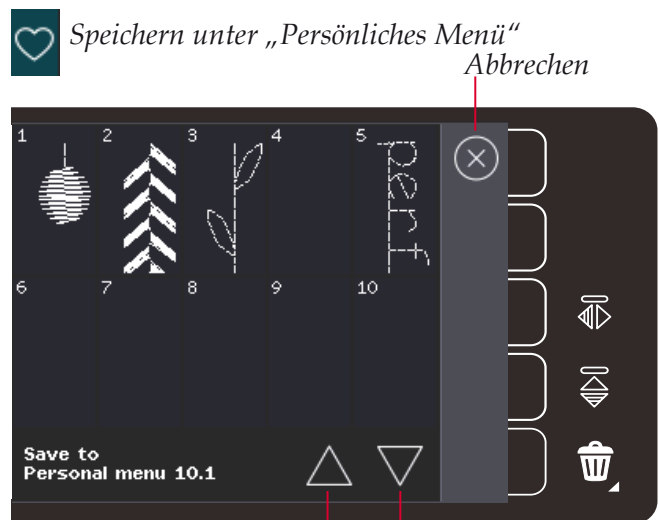 Speichern unter „Persönliches Menü“
Abbrechen
1 2 3 4 5
perf
6 7 8 9 10
Save to
Personal menu 10.1